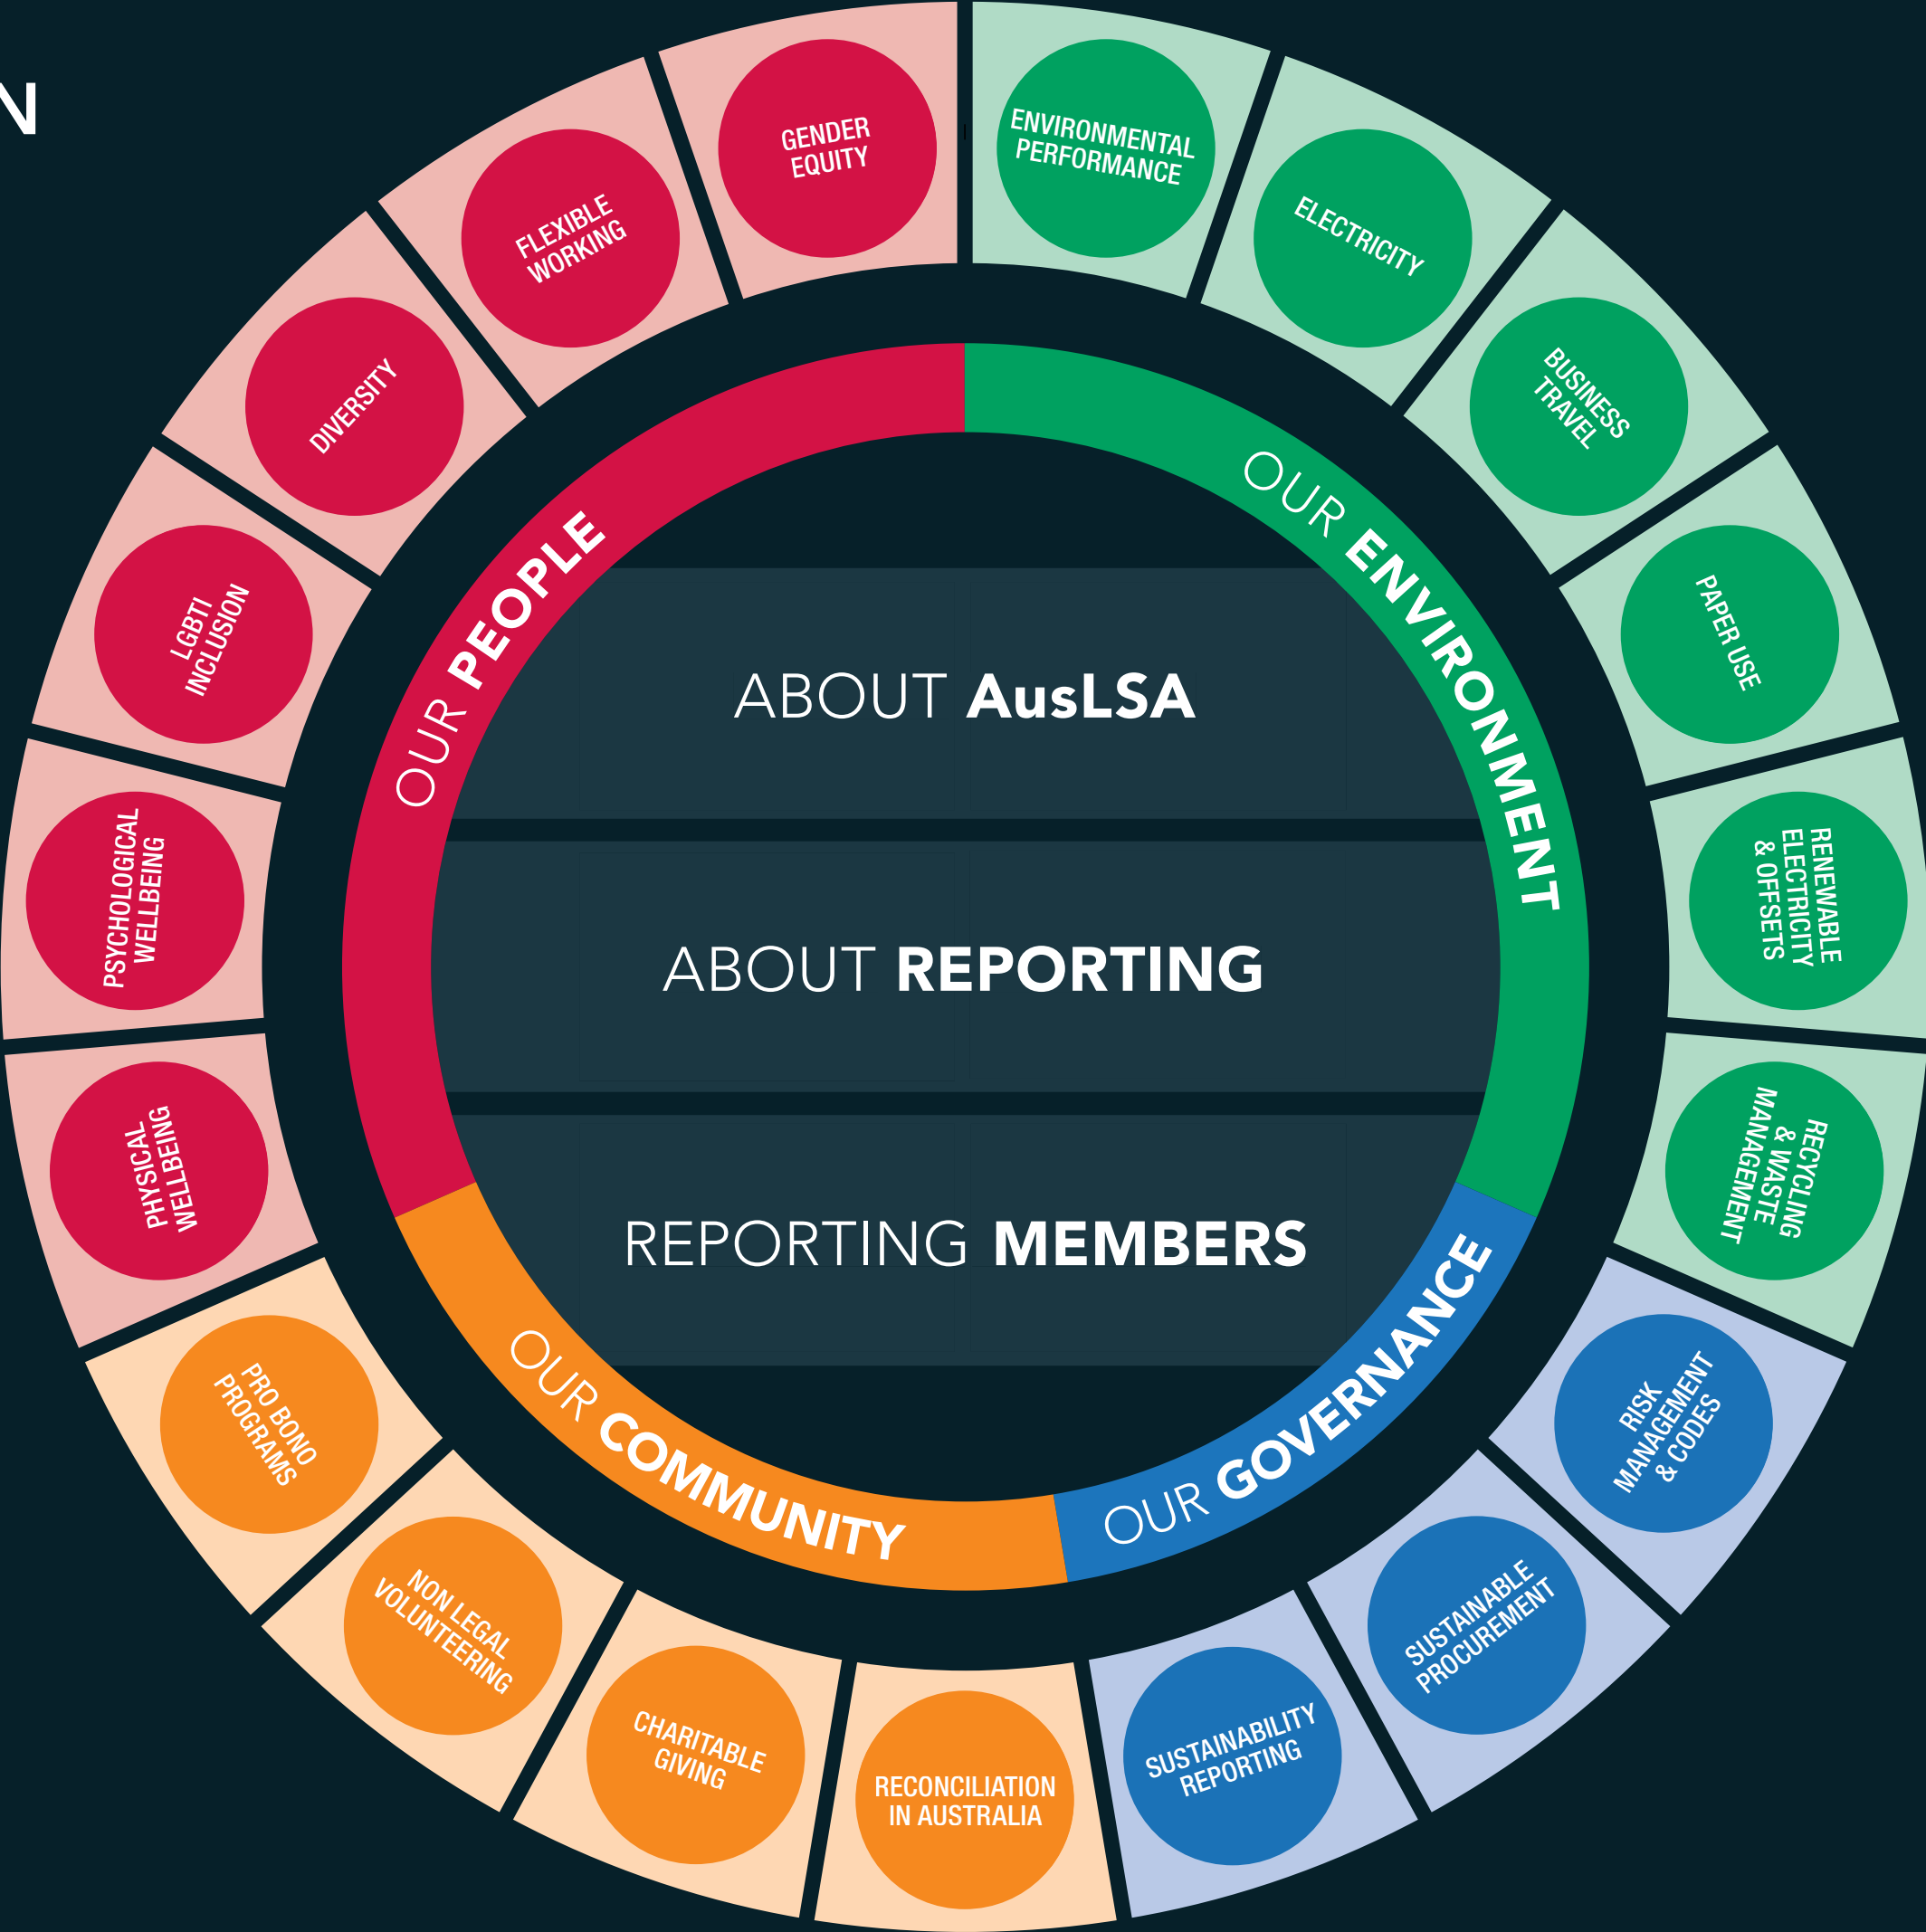 N
GENDER
EQUITY
ENVIRONMENTAL
PERFORMANCE
ELECTRICITY
BUSINESS
TRAVEL
PAPER USE
RENEWABLE
ELECTRICITY
& OFFSETS
RECYCLING
& WASTE
MANAGEMENT
RISK
MANAGEMENT
& CODES
SUSTAINABLE
PROCUREMENT
SUSTAINABILITY
REPORTING
RECONCILIATION
IN AUSTRALIA
CHARITABLE
GIVING
NON LEGAL
VOLUNTEERING
PRO BONO
PROGRAMS
PHYSICAL
WELLBEING
PSYCHOLOGICAL
WELLBEING
LGBTI
INCLUSION
DIVERSITY
FLEXIBLE
WORKING
OUR PEOPLE
OUR ENVIRONMENT
OUR GOVERNANCE
OUR COMMUNITY
ABOUT AusLSA
ABOUT REPORTING
REPORTING MEMBERS